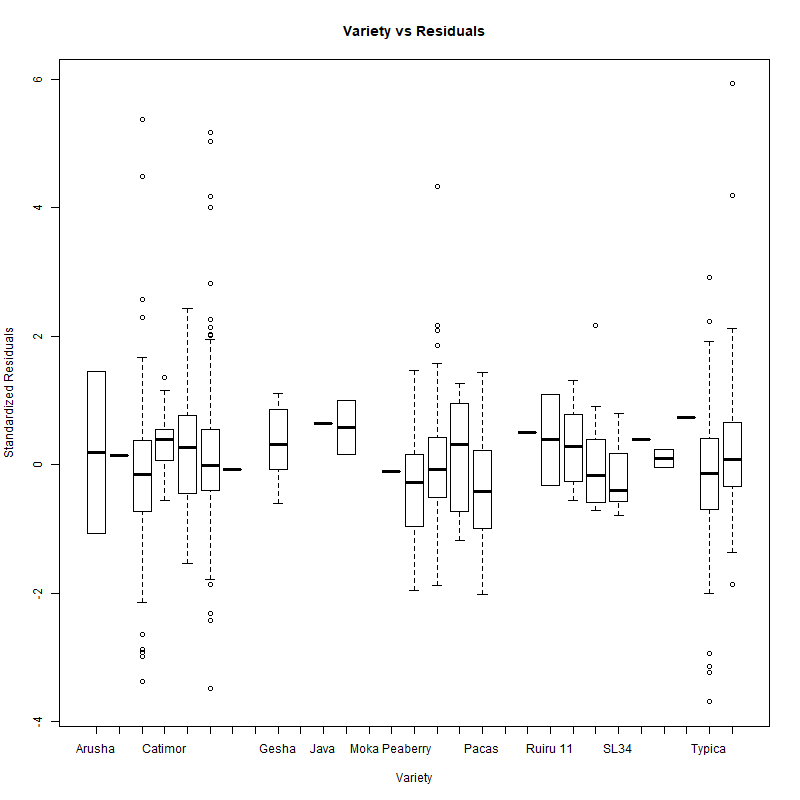 Variety vs Residuals
6
4
2
0
-2
-4
Standardized Residuals
Arusha Catimor Gesha Java Moka Peaberry Pacas Ruiru 11 SL34 Typica
Variety